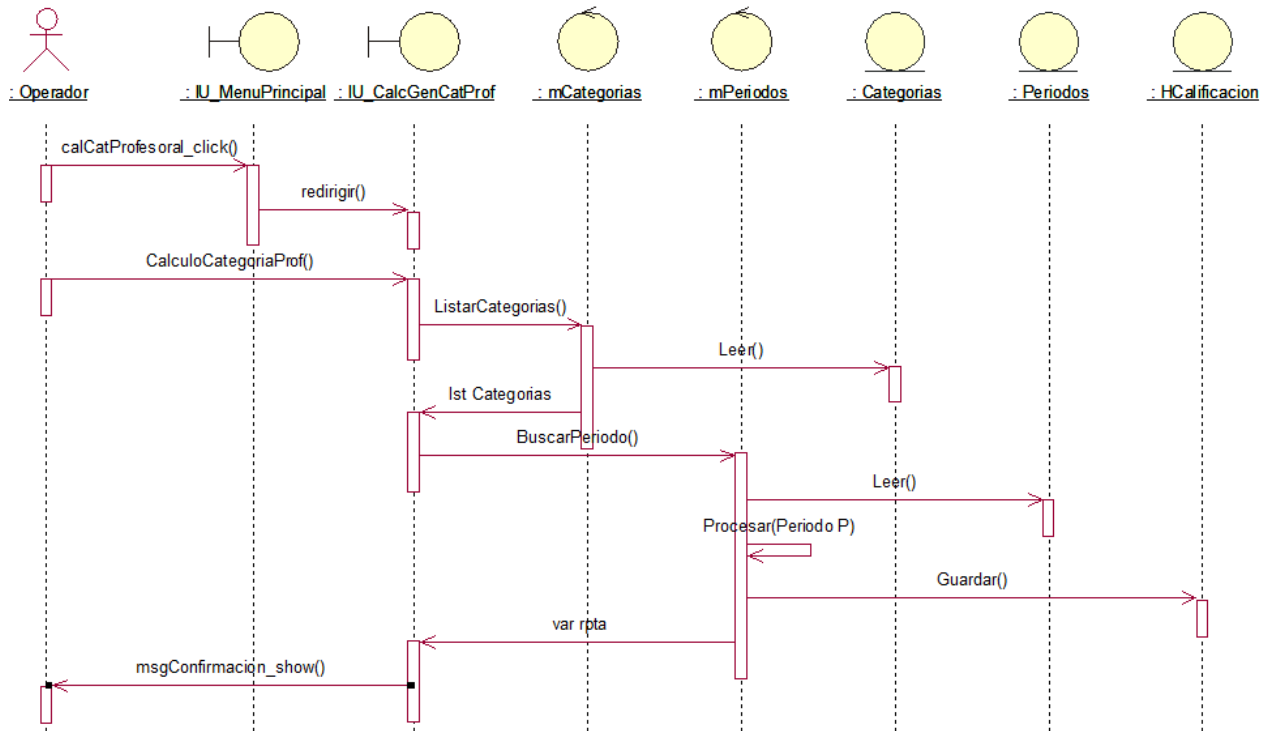 : Operador
: IU_MenuPrincipal
: IU_CalcGenCatProf
: mCategorias
: mPeriodos
: Categorias
: Periodos
: HCalificacion
calCatProfesoral_click()
redirigir()
CalculoCategoriaProf()
ListarCategorias()
Leer()
lst Categorias
BuscarPeriodo()
Leer()
Procesar(Periodo P)
Guardar()
var rpta
msgConfirmacion_show()